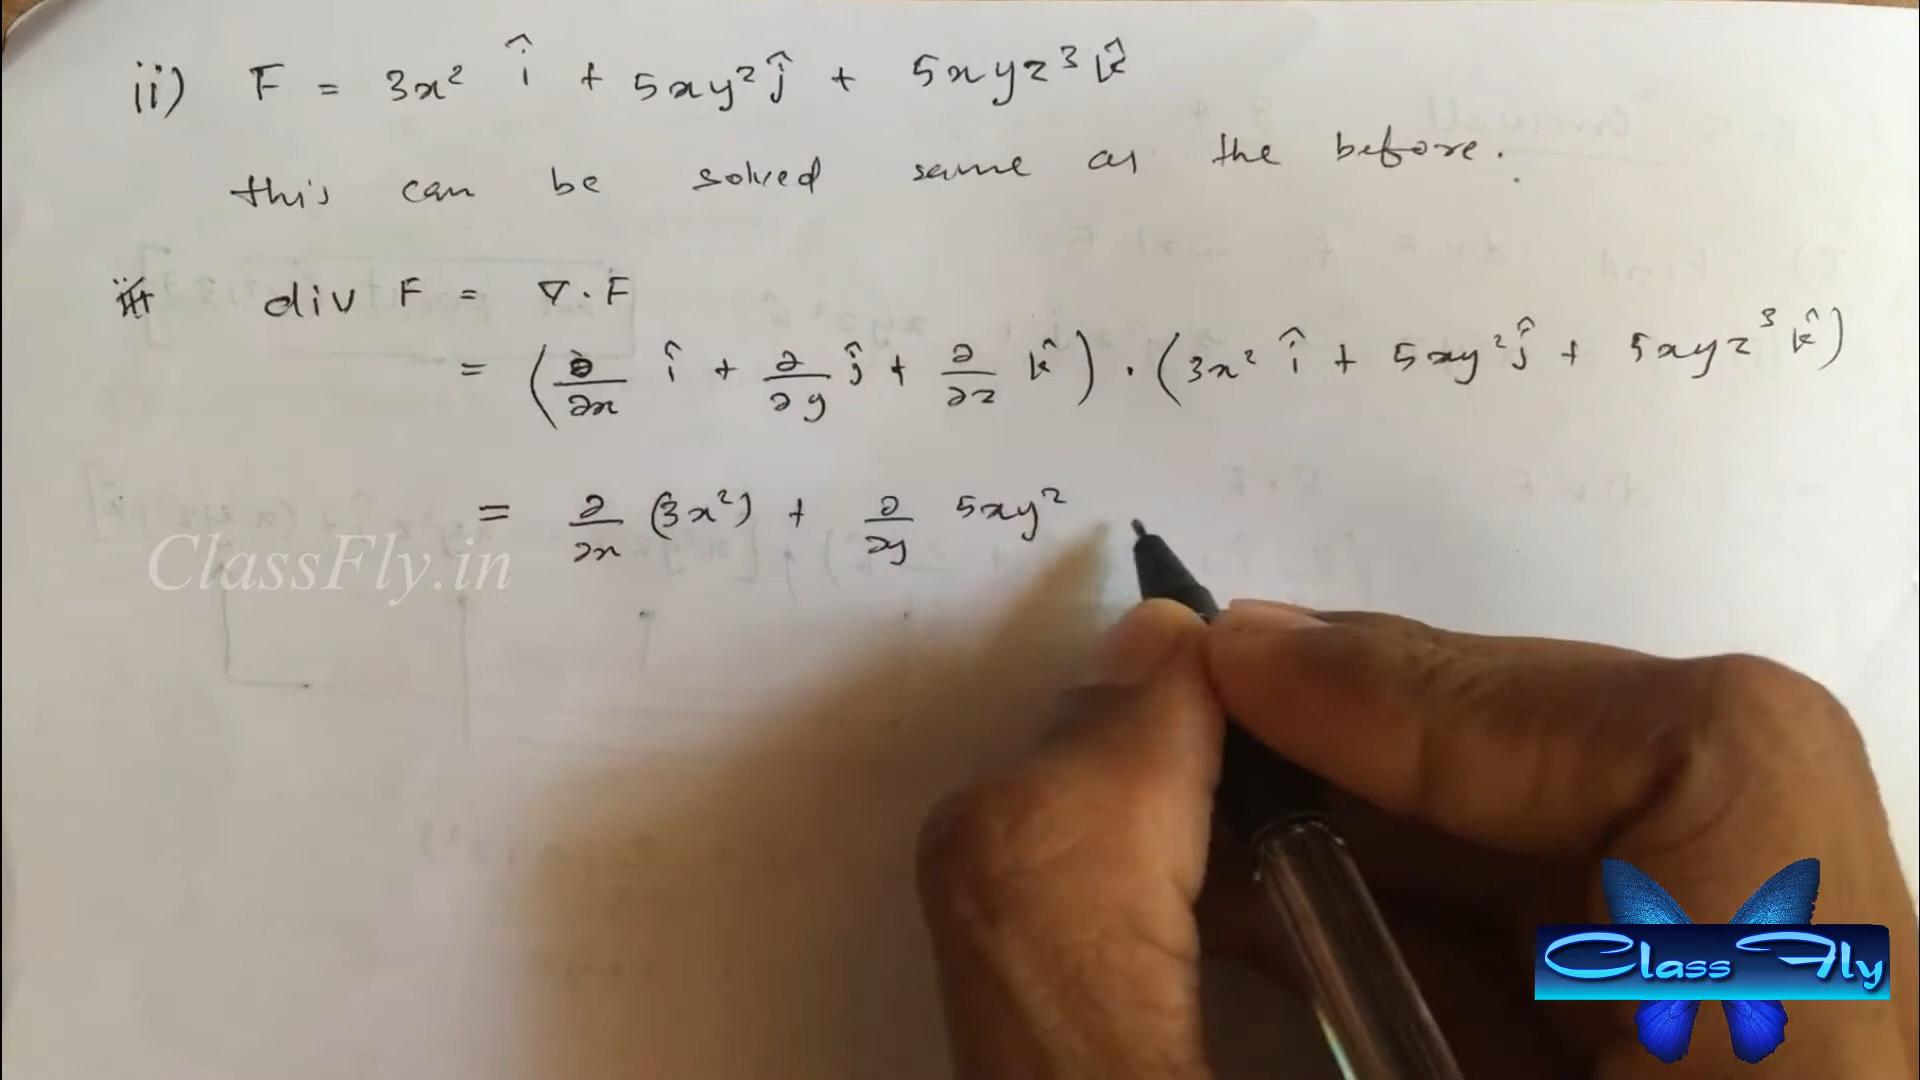 ii) F = 3x² î + 5xy² ĵ + 5xyz³ k̂
this can be solved same as the before.
div F = ∇ . F
= (∂/∂x î + ∂/∂y ĵ + ∂/∂z k̂) . (3x² î + 5xy² ĵ + 5xyz³ k̂)
= ∂/∂x (3x²) + ∂/∂y 5xy²
ClassFly.in
Class Fly